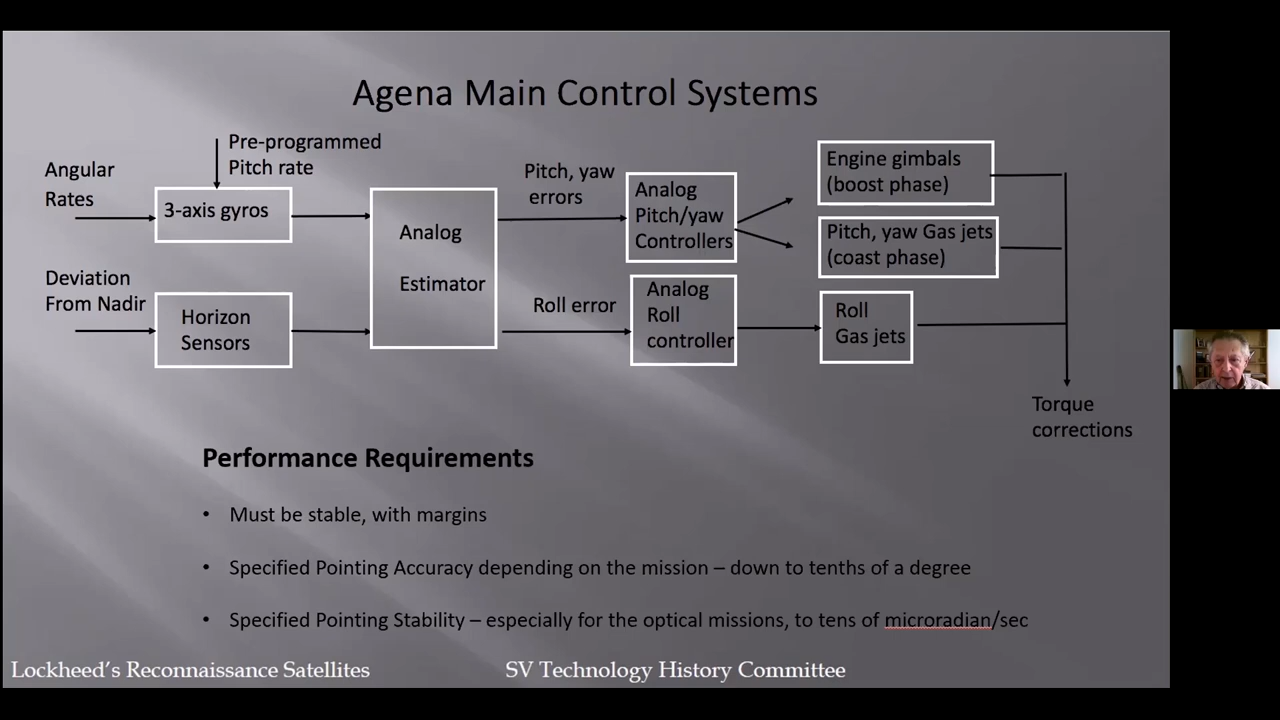 Agena Main Control Systems
Pre-programmed
Pitch rate
Angular
Rates
3-axis gyros
Deviation
From Nadir
Horizon
Sensors
Analog
Estimator
Pitch, yaw
errors
Roll error
Analog
Pitch/yaw
Controllers
Analog
Roll
controller
Engine gimbals
(boost phase)
Pitch, yaw Gas jets
(coast phase)
Roll
Gas jets
Torque
corrections
Performance Requirements
• Must be stable, with margins
• Specified Pointing Accuracy depending on the mission – down to tenths of a degree
• Specified Pointing Stability – especially for the optical missions, to tens of microradian/sec
Lockheed's Reconnaissance Satellites
SV Technology History Committee